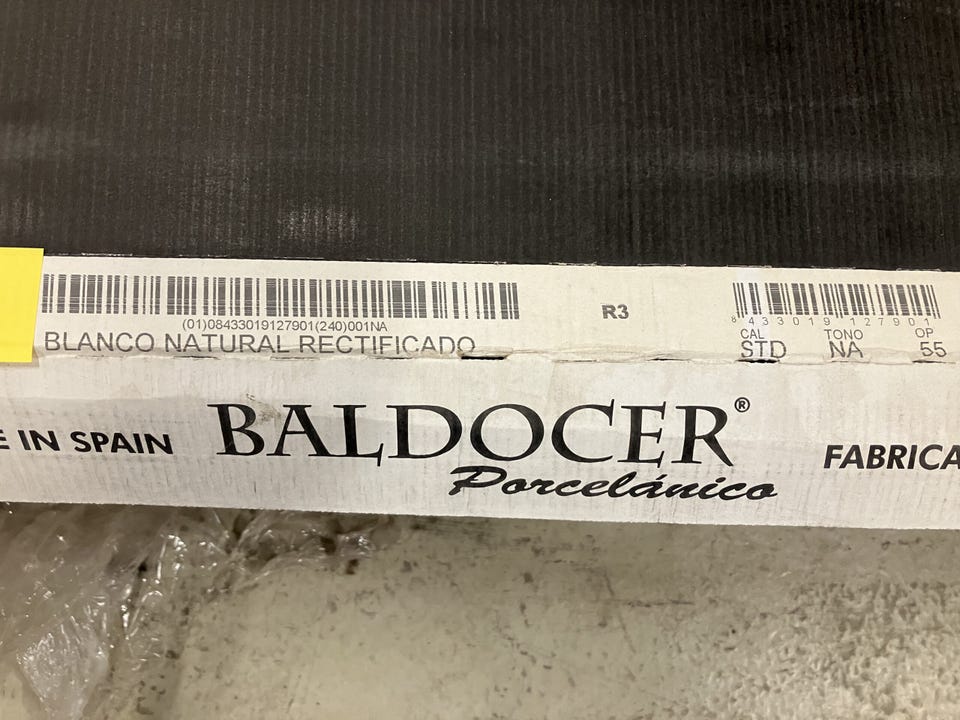 (01)08433019127901(240)001NA
BLANCO NATURAL RECTIFICADO
R3
8 433019 127901
CAL TONO OP
STD NA 55
E IN SPAIN
BALDOCER®
Porcelánico
FABRICA